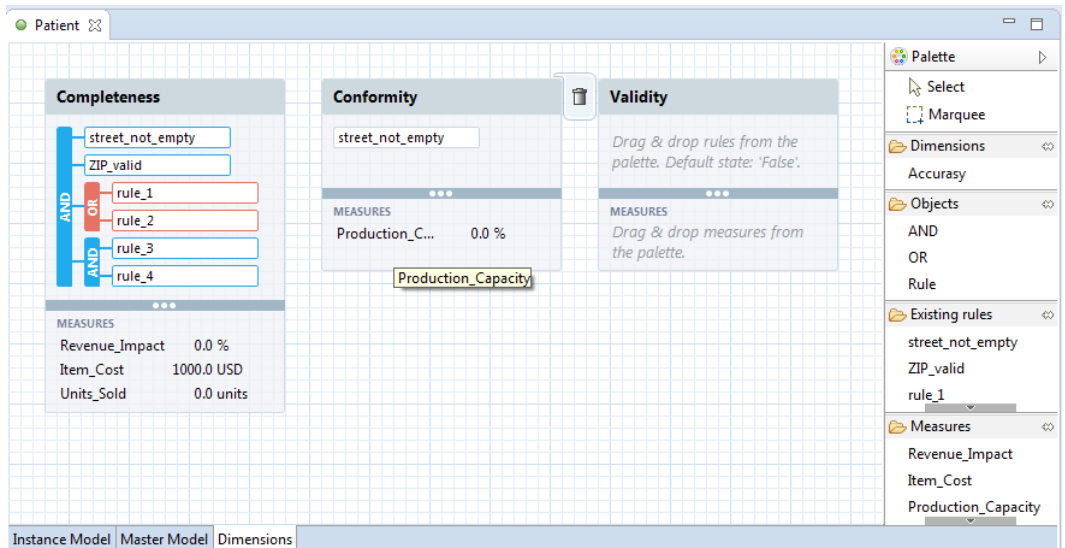 Patient
Completeness
street_not_empty
ZIP_valid
AND
OR
rule_1
rule_2
AND
rule_3
rule_4
MEASURES
Revenue_Impact 0.0 %
Item_Cost 1000.0 USD
Units_Sold 0.0 units
Conformity
street_not_empty
MEASURES
Production_C... 0.0 %
Production_Capacity
Validity
Drag & drop rules from the
palette. Default state: 'False'.
MEASURES
Drag & drop measures from
the palette.
Palette
Select
Marquee
Dimensions
Accurasy
Objects
AND
OR
Rule
Existing rules
street_not_empty
ZIP_valid
rule_1
Measures
Revenue_Impact
Item_Cost
Production_Capacity
Instance Model Master Model Dimensions